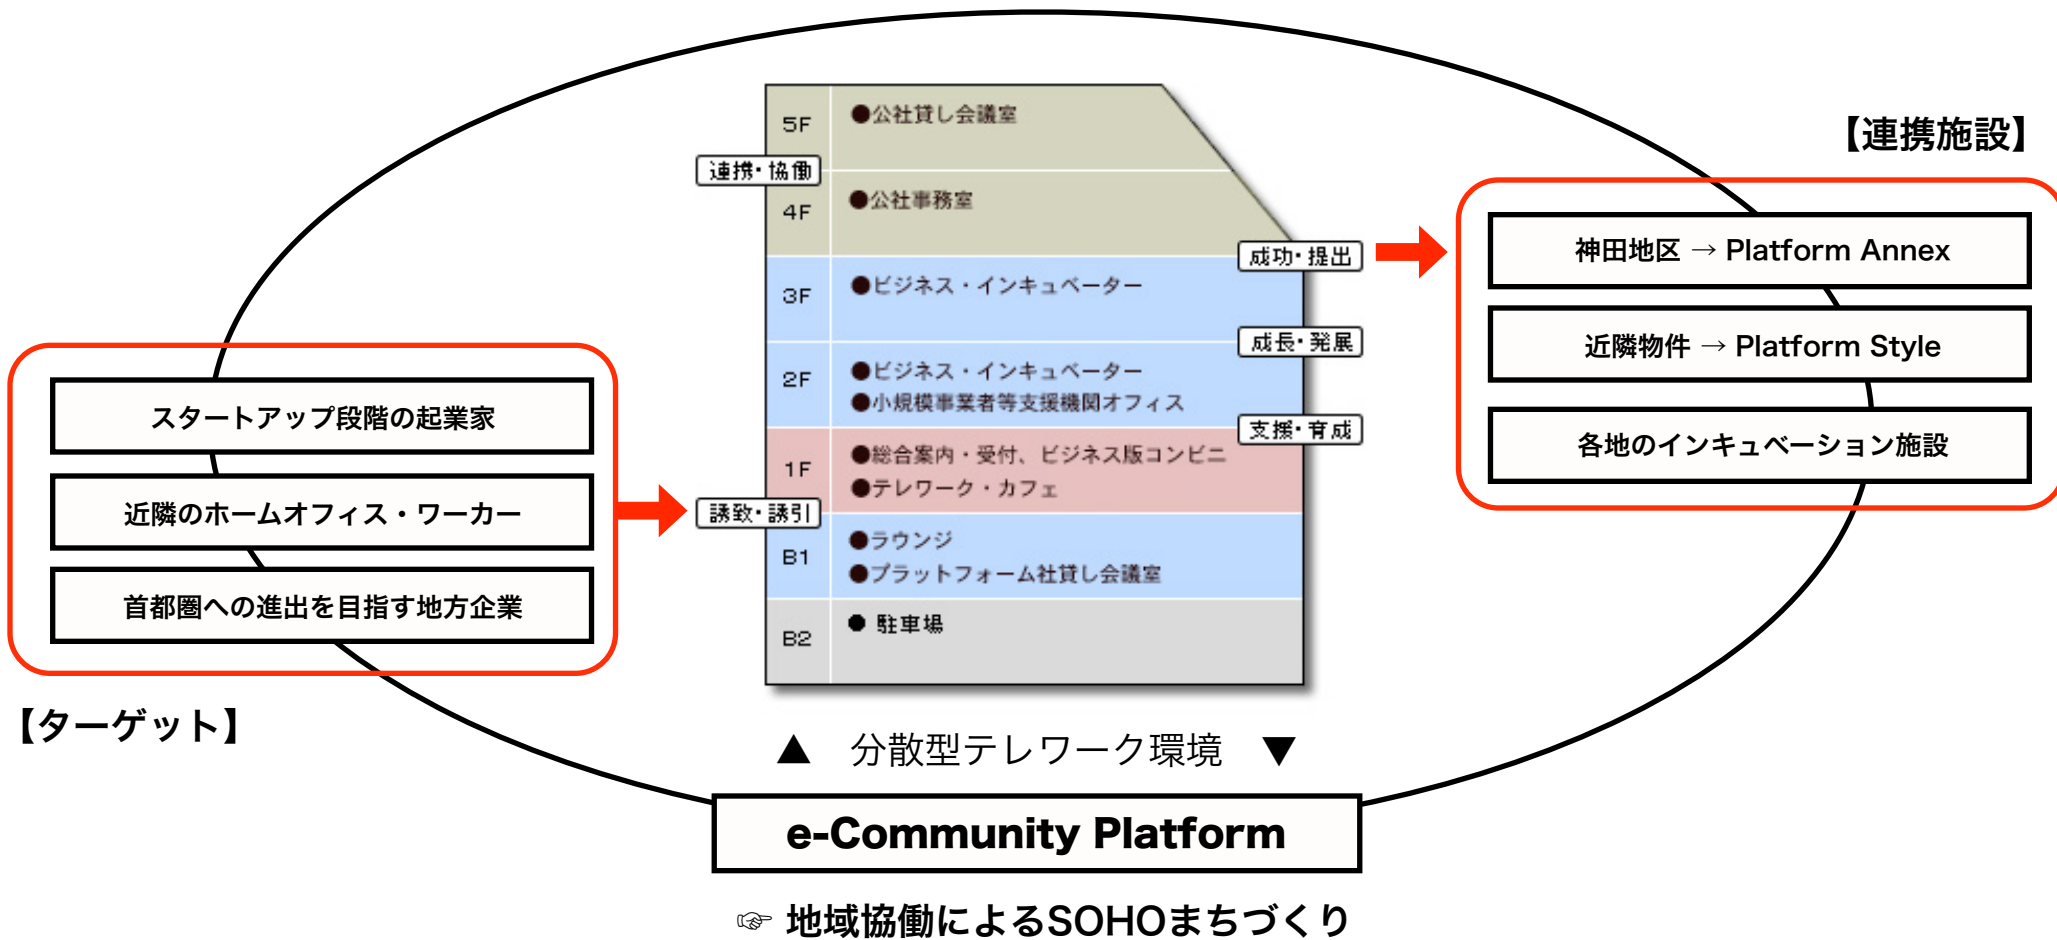 【連携施設】
神田地区 → Platform Annex
近隣物件 → Platform Style
各地のインキュベーション施設
5F
●公社貸し会議室
連携・協働
4F
●公社事務室
成功・提出
3F
●ビジネス・インキュベーター
成長・発展
2F
●ビジネス・インキュベーター
●小規模事業者等支援機関オフィス
支援・育成
1F
●総合案内・受付、ビジネス版コンビニ
●テレワーク・カフェ
誘致・誘引
B1
●ラウンジ
●プラットフォーム社貸し会議室
B2
● 駐車場
スタートアップ段階の起業家
近隣のホームオフィス・ワーカー
首都圏への進出を目指す地方企業
【ターゲット】
▲ 分散型テレワーク環境 ▼
e-Community Platform
☞ 地域協働によるSOHOまちづくり